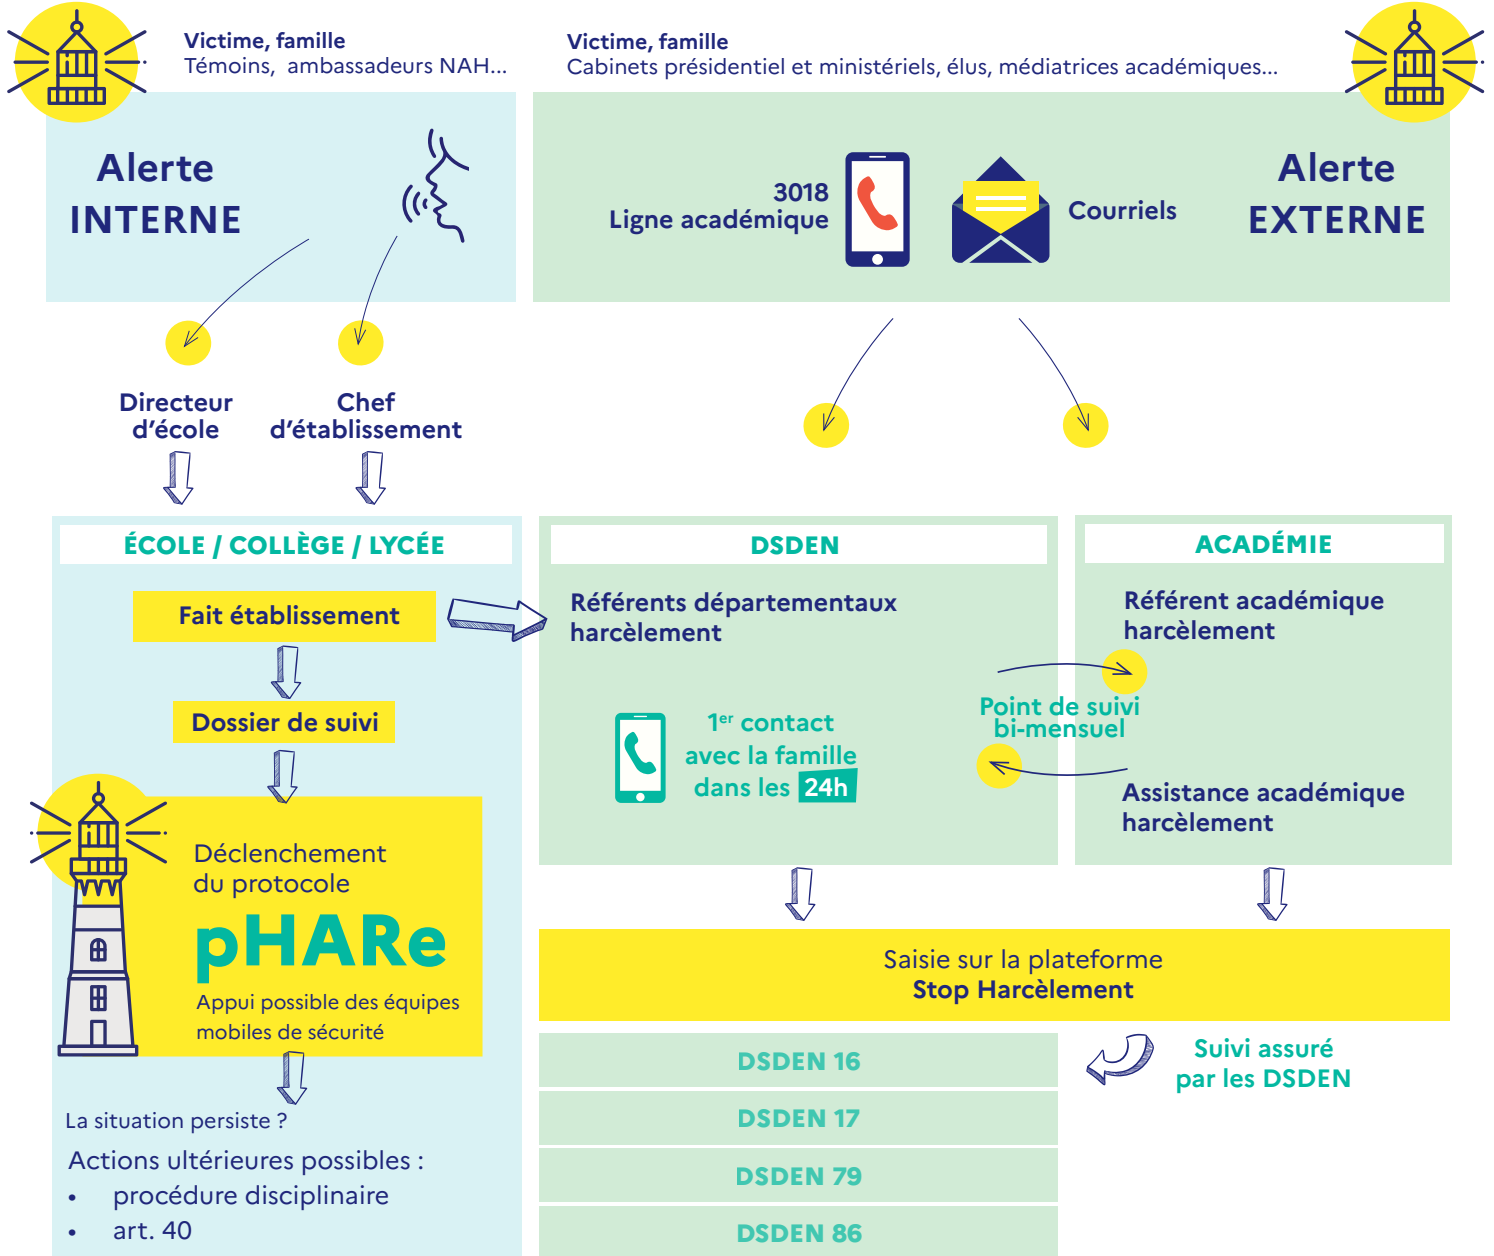 Victime, famille
Témoins, ambassadeurs NAH...
Victime, famille
Cabinets présidentiel et ministériels, élus, médiatrices académiques...
Alerte
INTERNE
3018
Ligne académique
Courriels
Alerte
EXTERNE
Directeur
d'école
Chef
d'établissement
ÉCOLE / COLLÈGE / LYCÉE
Fait établissement
Dossier de suivi
Déclenchement
du protocole
pHARe
Appui possible des équipes
mobiles de sécurité
La situation persiste ?
Actions ultérieures possibles :
• procédure disciplinaire
• art. 40
DSDEN
Référents départementaux
harcèlement
1er contact
avec la famille
dans les 24h
Point de suivi
bi-mensuel
ACADÉMIE
Référent académique
harcèlement
Assistance académique
harcèlement
Saisie sur la plateforme
Stop Harcèlement
DSDEN 16
DSDEN 17
DSDEN 79
DSDEN 86
Suivi assuré
par les DSDEN